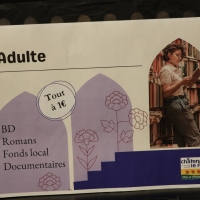 Adulte
Tout
à 1€
BD
Romans
Fonds local
Documentaires